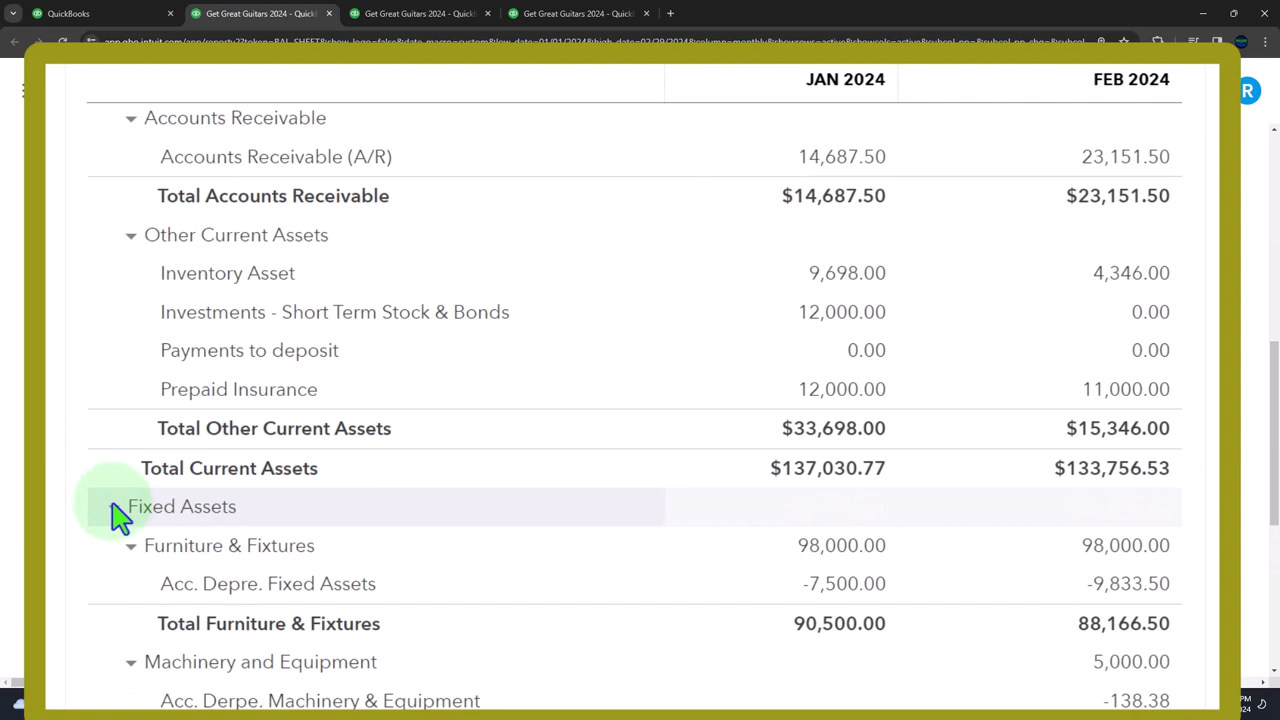 QuickBooks
QuickBooks
Get Great Guitars 2024 - Quick
Get Great Guitars 2024 - Quick
JAN 2024 FEB 2024
Accounts Receivable
Accounts Receivable (A/R) 14,687.50 23,151.50
Total Accounts Receivable $14,687.50 $23,151.50
Other Current Assets
Inventory Asset 9,698.00 4,346.00
Investments - Short Term Stock & Bonds 12,000.00 0.00
Payments to deposit 0.00 0.00
Prepaid Insurance 12,000.00 11,000.00
Total Other Current Assets $33,698.00 $15,346.00
Total Current Assets $137,030.77 $133,756.53
Fixed Assets
Furniture & Fixtures 98,000.00 98,000.00
Acc. Depre. Fixed Assets -7,500.00 -9,833.50
Total Furniture & Fixtures 90,500.00 88,166.50
Machinery and Equipment 5,000.00
Acc. Derpe. Machinery & Equipment -138.38
R